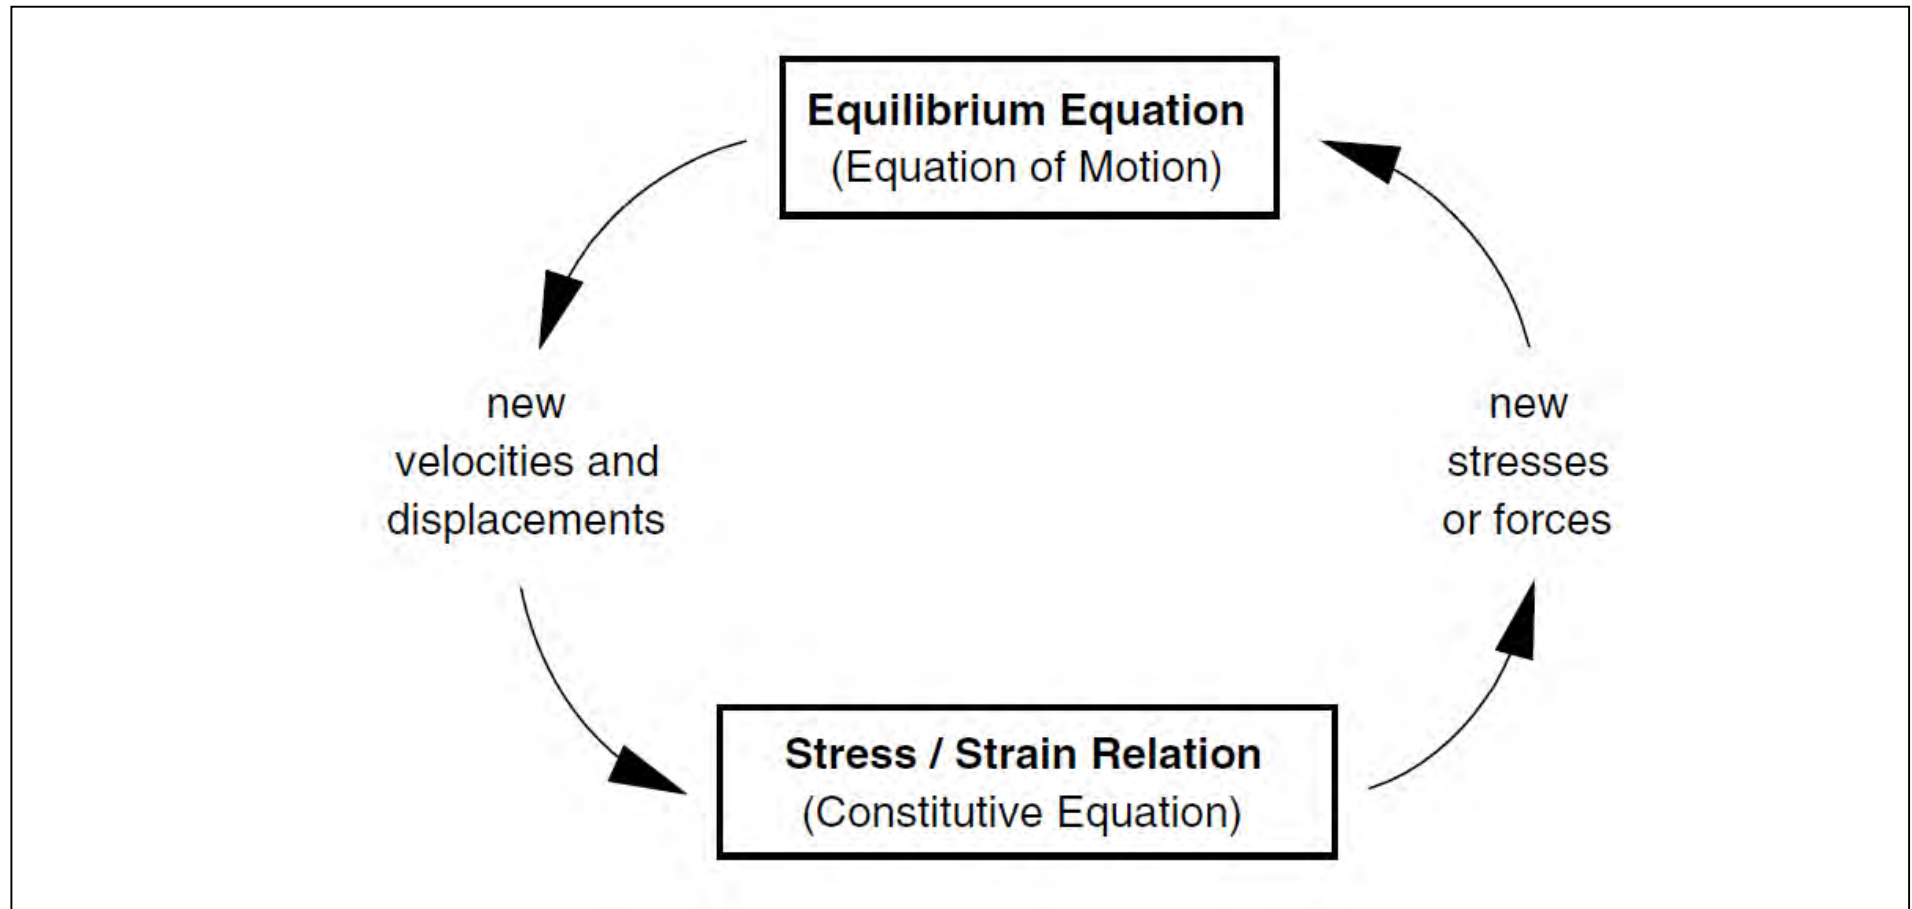 Equilibrium Equation
(Equation of Motion)
new
velocities and
displacements
new
stresses
or forces
Stress / Strain Relation
(Constitutive Equation)